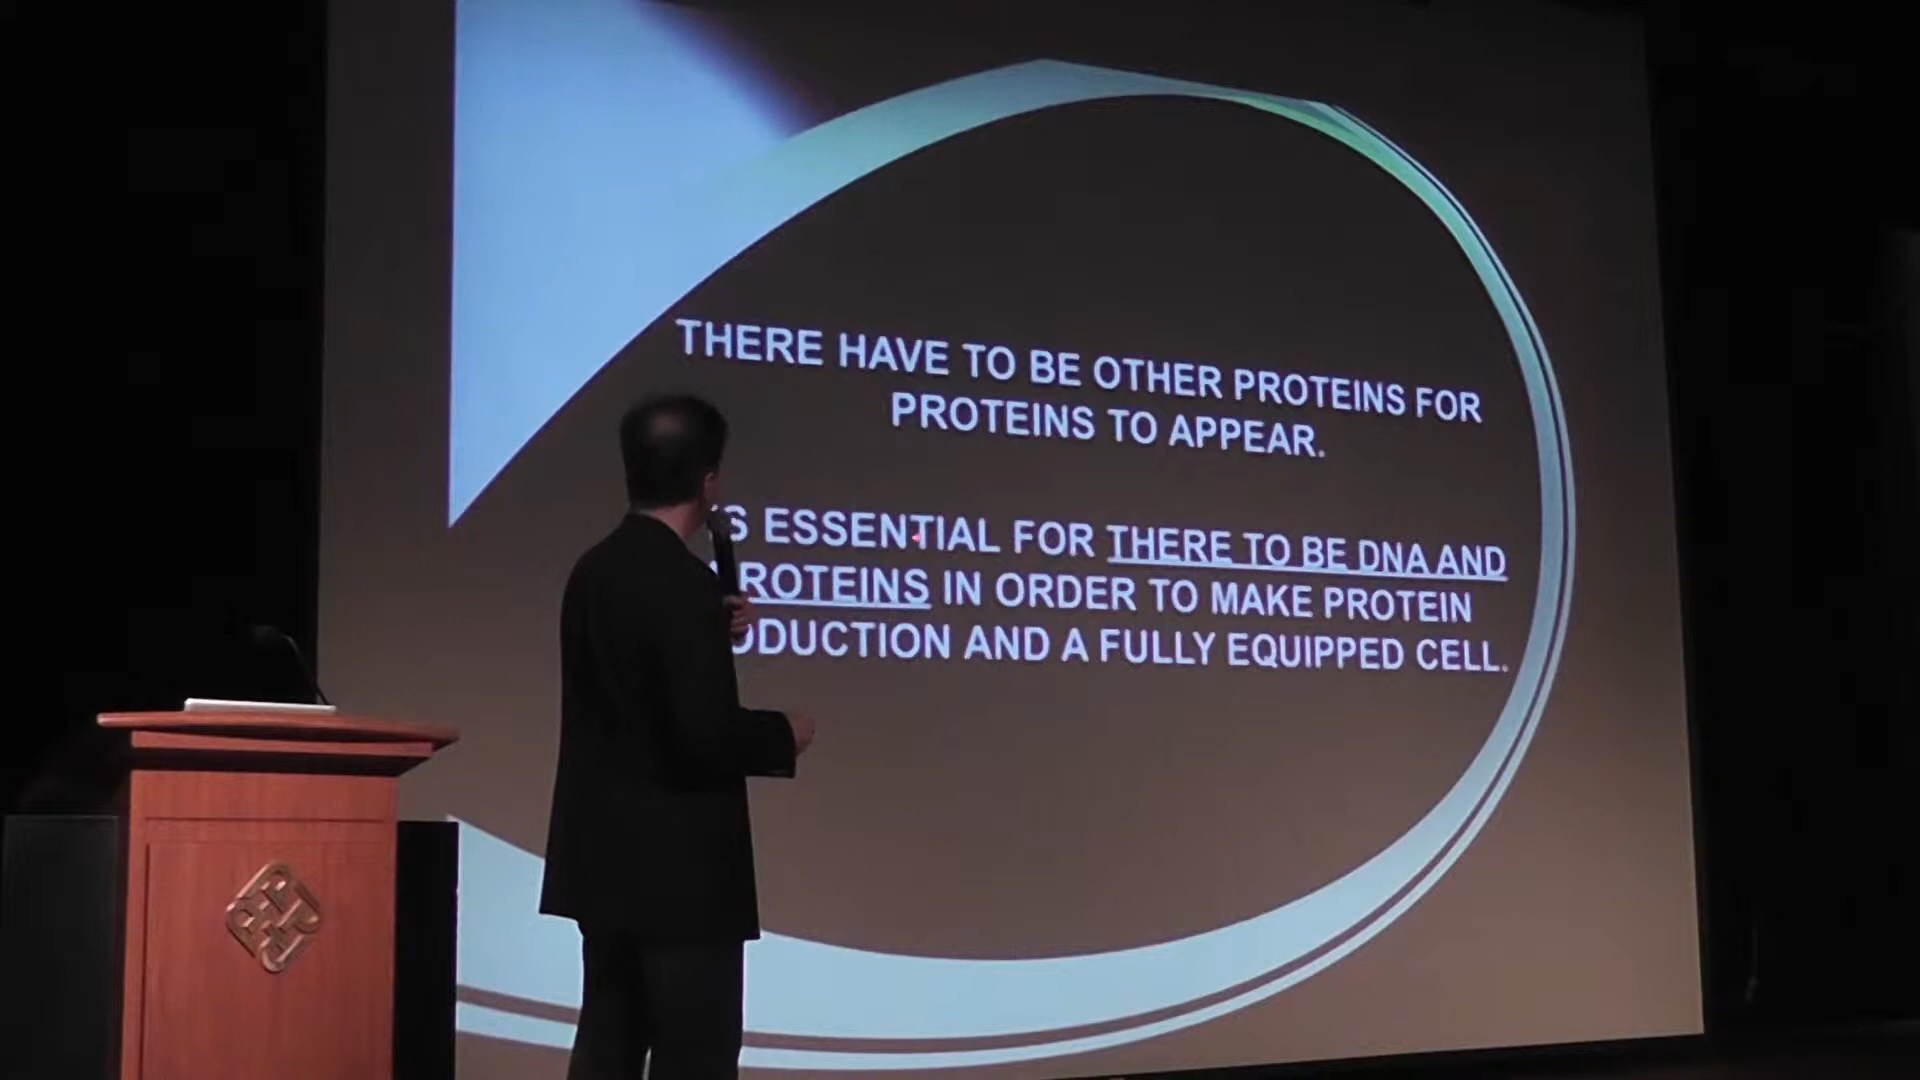 THERE HAVE TO BE OTHER PROTEINS FOR
PROTEINS TO APPEAR.
ESSENTIAL FOR THERE TO BE DNA AND
ROTEINS IN ORDER TO MAKE PROTEIN
ODUCTION AND A FULLY EQUIPPED CELL.